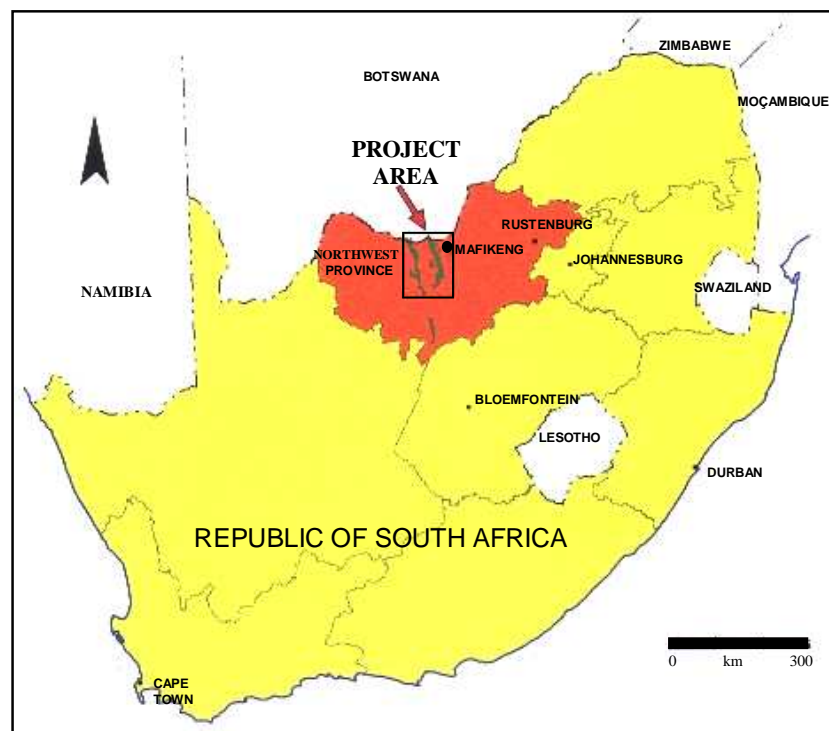 ZIMBABWE
BOTSWANA
MOÇAMBIQUE
PROJECT
AREA
RUSTENBURG
NORTHWEST
PROVINCE
MAFIKENG
JOHANNESBURG
SWAZILAND
NAMIBIA
BLOEMFONTEIN
LESOTHO
DURBAN
REPUBLIC OF SOUTH AFRICA
0 km 300
CAPE
TOWN